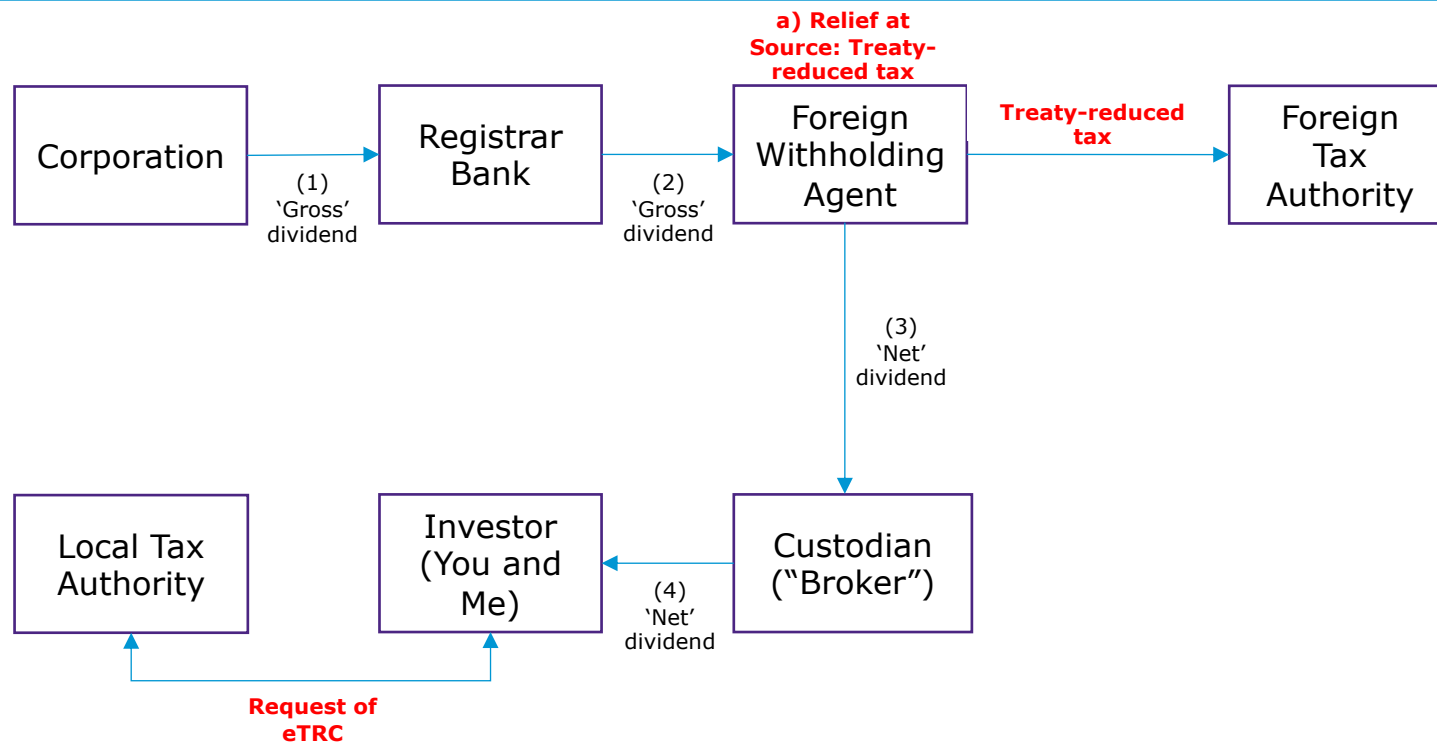 a) Relief at
Source: Treaty-
reduced tax
Corporation
(1)
‘Gross’
dividend
Registrar
Bank
(2)
‘Gross’
dividend
Foreign
Withholding
Agent
Treaty-reduced
tax
Foreign
Tax
Authority
(3)
‘Net’
dividend
Local Tax
Authority
Investor
(You and
Me)
(4)
‘Net’
dividend
Custodian
(“Broker”)
Request of
eTRC